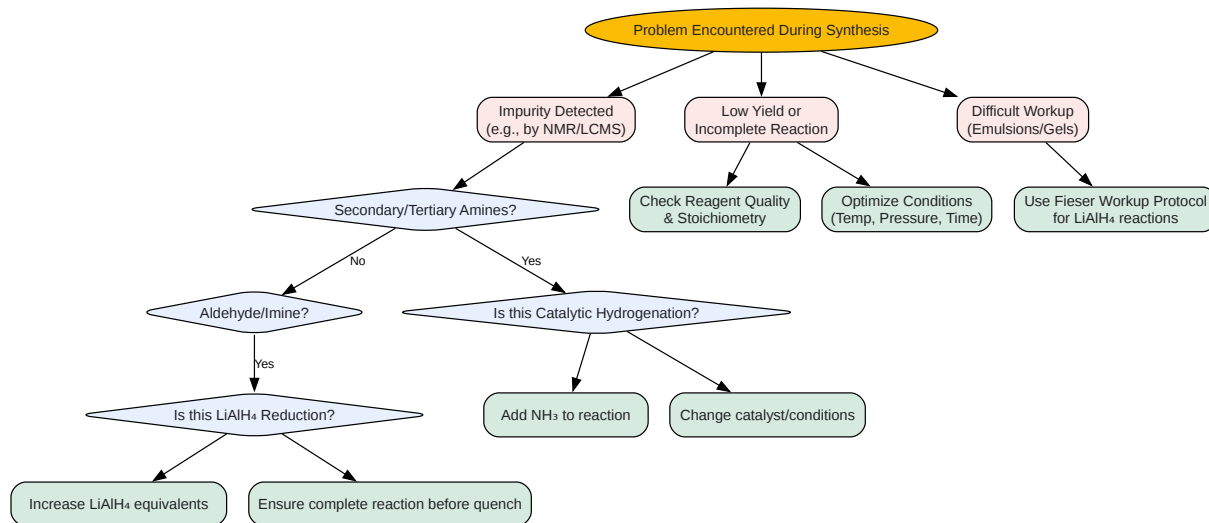 Problem Encountered During Synthesis
Impurity Detected
(e.g., by NMR/LCMS)
Low Yield or
Incomplete Reaction
Difficult Workup
(Emulsions/Gels)
Secondary/Tertiary Amines?
Check Reagent Quality
& Stoichiometry
Optimize Conditions
(Temp, Pressure, Time)
Use Fieser Workup Protocol
for LiAlH₄ reactions
No
Yes
Aldehyde/Imine?
Is this Catalytic Hydrogenation?
Yes
Is this LiAlH₄ Reduction?
Add NH₃ to reaction
Change catalyst/conditions
Increase LiAlH₄ equivalents
Ensure complete reaction before quench